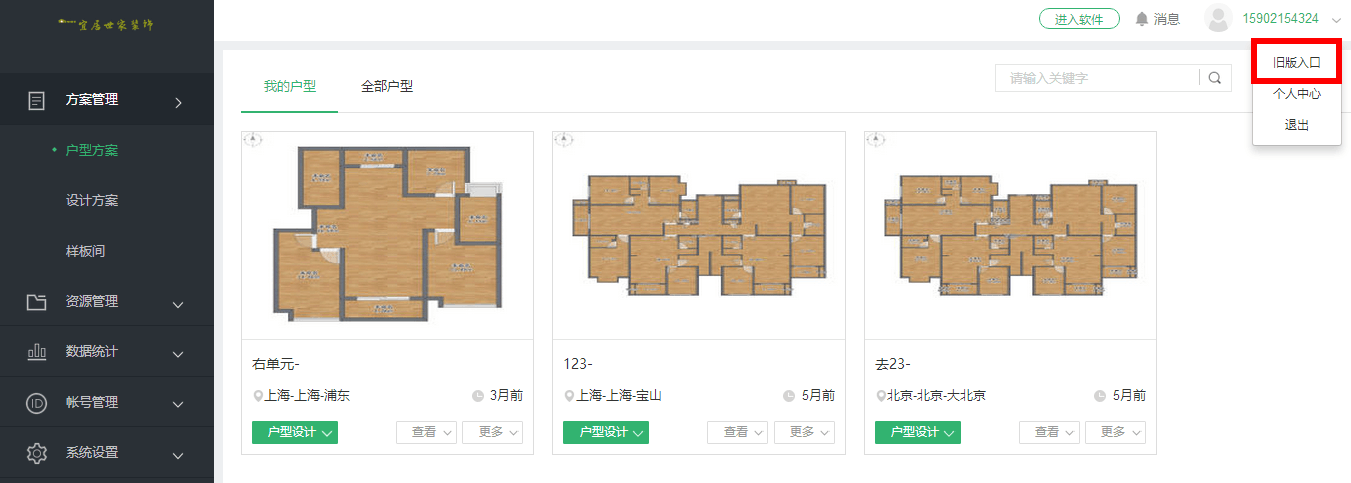 宜居世家装饰
进入软件
消息
15902154324
旧版入口
个人中心
退出
方案管理
户型方案
设计方案
样板间
资源管理
数据统计
帐号管理
系统设置
我的户型
全部户型
请输入关键字
右单元-
上海-上海-浦东
3月前
户型设计
查看
更多
123-
上海-上海-宝山
5月前
户型设计
查看
更多
去23-
北京-北京-大北京
5月前
户型设计
查看
更多